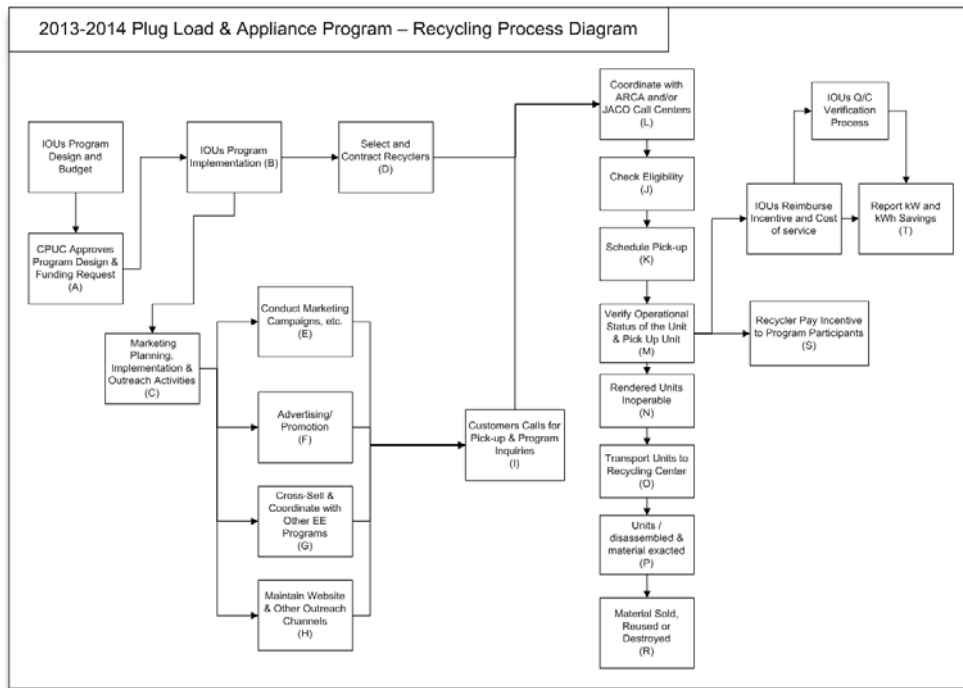 2013-2014 Plug Load & Appliance Program – Recycling Process Diagram
IOUs Program
Design and
Budget
CPUC Approves
Program Design &
Funding Request
(A)
IOUs Program
Implementation (B)
Select and
Contract Recyclers
(D)
Marketing
Planning,
Implementation &
Outreach Activities
(C)
Conduct Marketing
Campaigns, etc.
(E)
Advertising/
Promotion
(F)
Cross-Sell &
Coordinate with
Other EE
Programs
(G)
Maintain Website
& Other Outreach
Channels
(H)
Customers Calls for
Pick-up & Program
Inquiries
(I)
Coordinate with
ARCA and/or
JACO Call Centers
(L)
Check Eligibility
(J)
Schedule Pick-up
(K)
Verify Operational
Status of the Unit
& Pick Up Unit
(M)
Rendered Units
Inoperable
(N)
Transport Units to
Recycling Center
(O)
Units /
disassembled &
material exacted
(P)
Material Sold,
Reused or
Destroyed
(R)
IOUs Q/C
Verification
Process
IOUs Reimburse
Incentive and Cost
of service
Report kW and
kWh Savings
(T)
Recycler Pay Incentive
to Program Participants
(S)